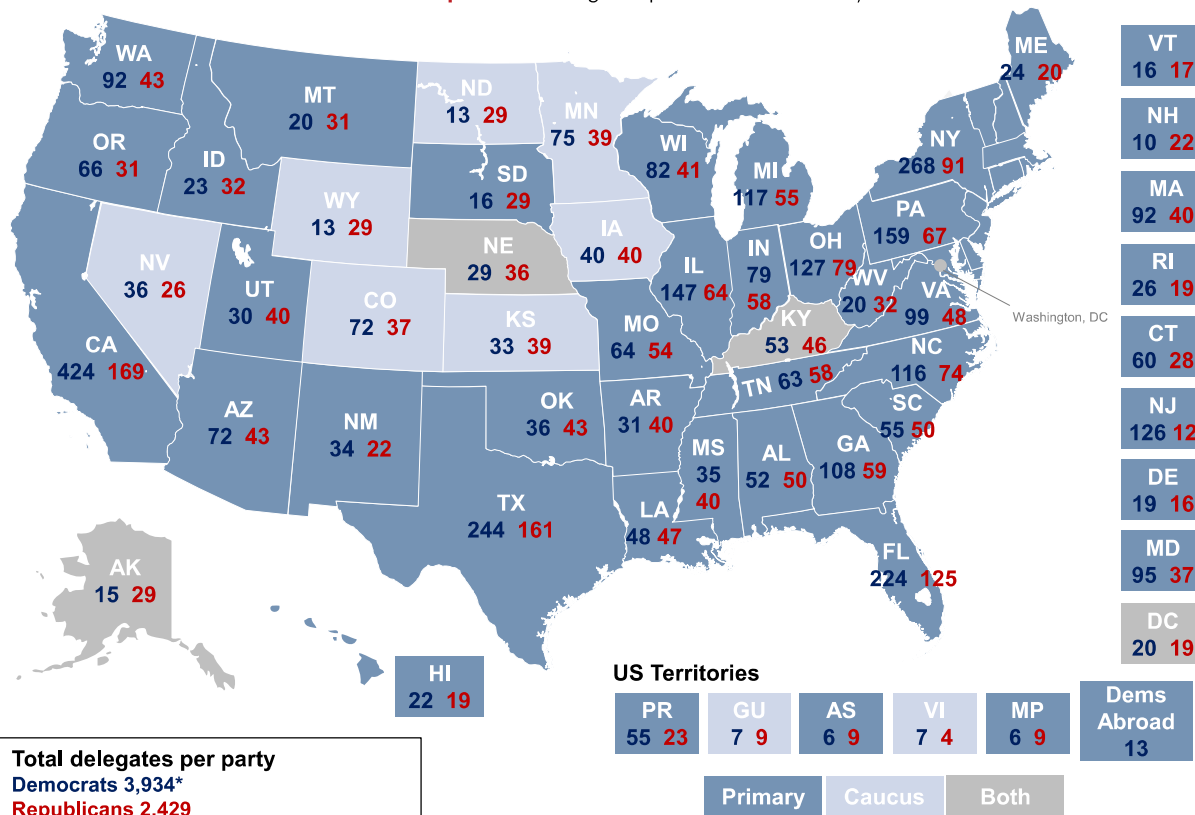 WA
92 43
OR
66 31
ID
23 32
MT
20 31
ND
13 29
MN
75 39
WI
82 41
MI
117 55
ME
24 20
NY
268 91
SD
16 29
WY
13 29
NE
29 36
IA
40 40
IL
147 64
IN
79
58
OH
127 79
PA
159 67
WV
20 32
VA
99 48
Washington, DC
NV
36 26
UT
30 40
CO
72 37
KS
33 39
MO
64 54
KY
53 46
NC
116 74
TN 63 58
SC
55 50
CA
424 169
AZ
72 43
NM
34 22
OK
36 43
AR
31 40
MS
35
40
AL
52 50
GA
108 59
TX
244 161
LA
48 47
FL
224 125
AK
15 29
HI
22 19
VT
16 17
NH
10 22
MA
92 40
RI
26 19
CT
60 28
NJ
126 12
DE
19 16
MD
95 37
DC
20 19
US Territories
PR
55 23
GU
7 9
AS
6 9
VI
7 4
MP
6 9
Dems
Abroad
13
Primary
Caucus
Both
Total delegates per party
Democrats 3,934*
Republicans 2,429